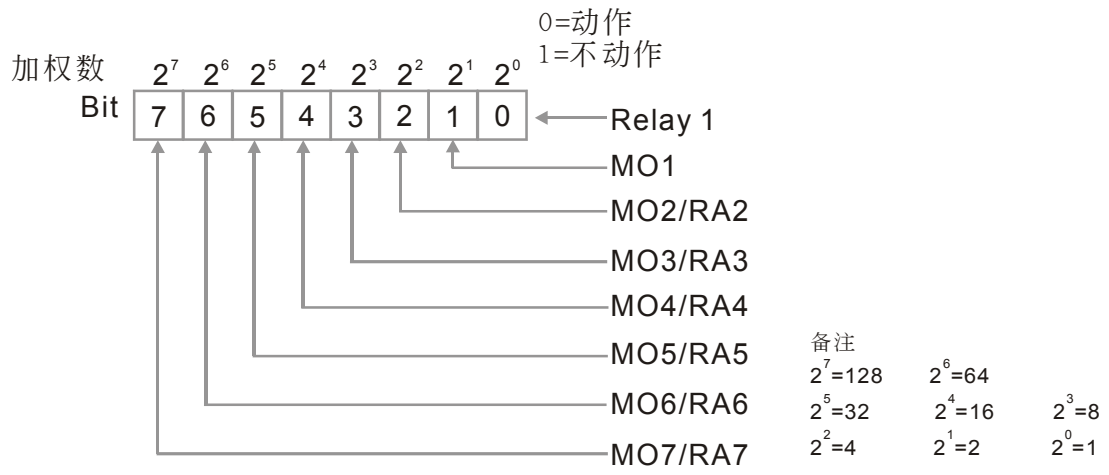 0=动作
1=不动作
加权数 2⁷ 2⁶ 2⁵ 2⁴ 2³ 2² 2¹ 2⁰
Bit 7 6 5 4 3 2 1 0 Relay 1
MO1
MO2/RA2
MO3/RA3
MO4/RA4
MO5/RA5
MO6/RA6
MO7/RA7
备注
2⁷=128 2⁶=64
2⁵=32 2⁴=16 2³=8
2²=4 2¹=2 2⁰=1